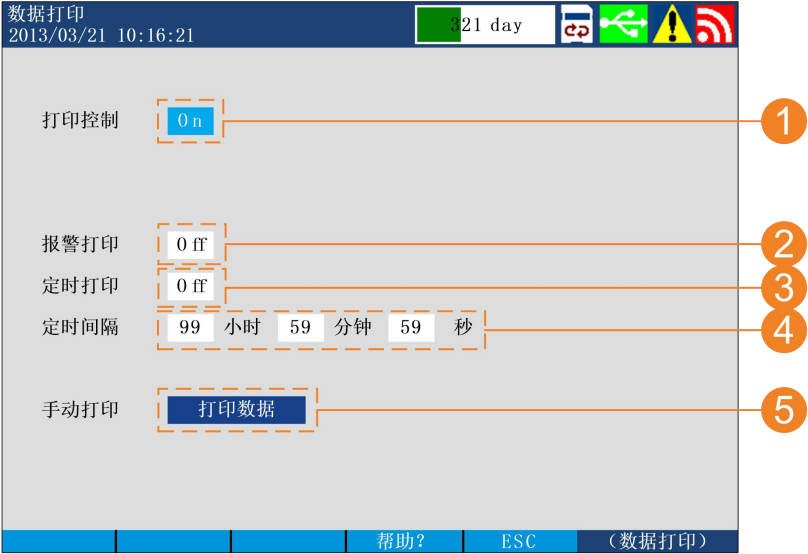 数据打印
2013/03/21 10:16:21
321 day
打印控制 On
1
报警打印 Off
2
定时打印 Off
3
定时间隔 99 小时 59 分钟 59 秒
4
手动打印 打印数据
5
帮助? ESC (数据打印)